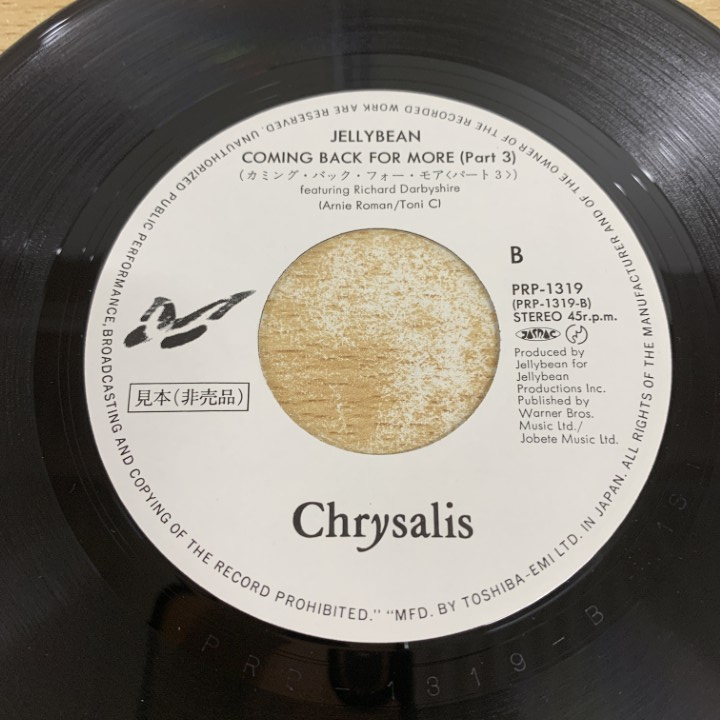 JELLYBEAN
COMING BACK FOR MORE (Part 3)
(カミング・バック・フォー・モア〈パート3〉)
featuring Richard Darbyshire
(Arnie Roman/Toni C)
B
PRP-1319
(PRP-1319-B)
STEREO 45r.p.m.
JASRAC
Produced by
Jellybean for
Jellybean
Productions Inc.
Published by
Warner Bros.
Music Ltd./
Jobete Music Ltd.
見本(非売品)
Chrysalis
ALL RIGHTS OF THE MANUFACTURER AND OF THE OWNER OF THE RECORDED WORK ARE RESERVED. UNAUTHORIZED PUBLIC PERFORMANCE, BROADCASTING AND COPYING OF THE RECORD PROHIBITED." "MFD. BY TOSHIBA-EMI LTD. IN JAPAN.
PRP-1319-B